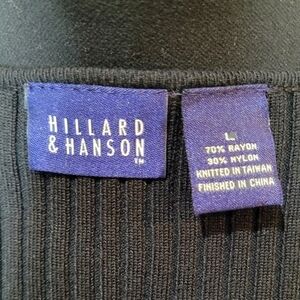 HILLARD
& HANSON
TM
L
70% RAYON
30% NYLON
KNITTED IN TAIWAN
FINISHED IN CHINA